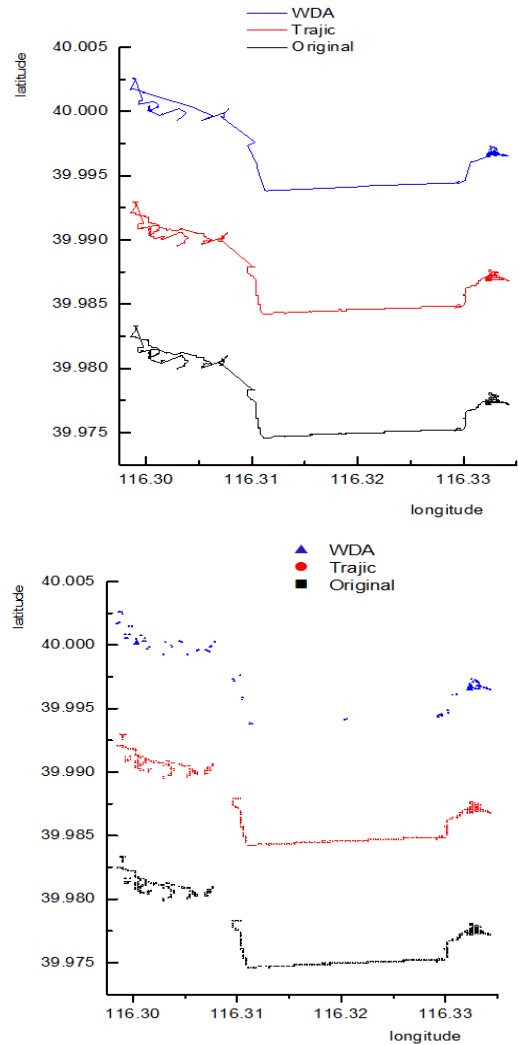 WDA
Trajic
Original
latitude
40.005
40.000
39.995
39.990
39.985
39.980
39.975
116.30 116.31 116.32 116.33
longitude
WDA
Trajic
Original
latitude
40.005
40.000
39.995
39.990
39.985
39.980
39.975
116.30 116.31 116.32 116.33
longitude